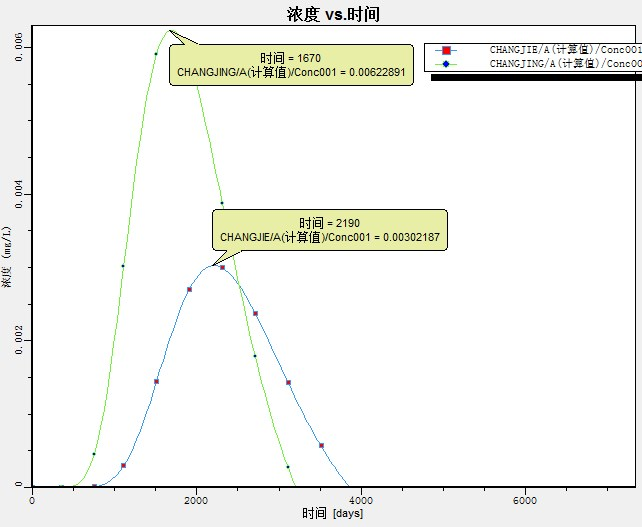 浓度 vs.时间
时间 = 1670
CHANGJING/A(计算值)/Conc001 = 0.00622891
CHANGJIE/A(计算值)/Conc001
CHANGJING/A(计算值)/Conc00
时间 = 2190
CHANGJIE/A(计算值)/Conc001 = 0.00302187
浓度 (mg/L)
0.006
0.004
0.002
0
0 2000 4000 6000
时间 [days]